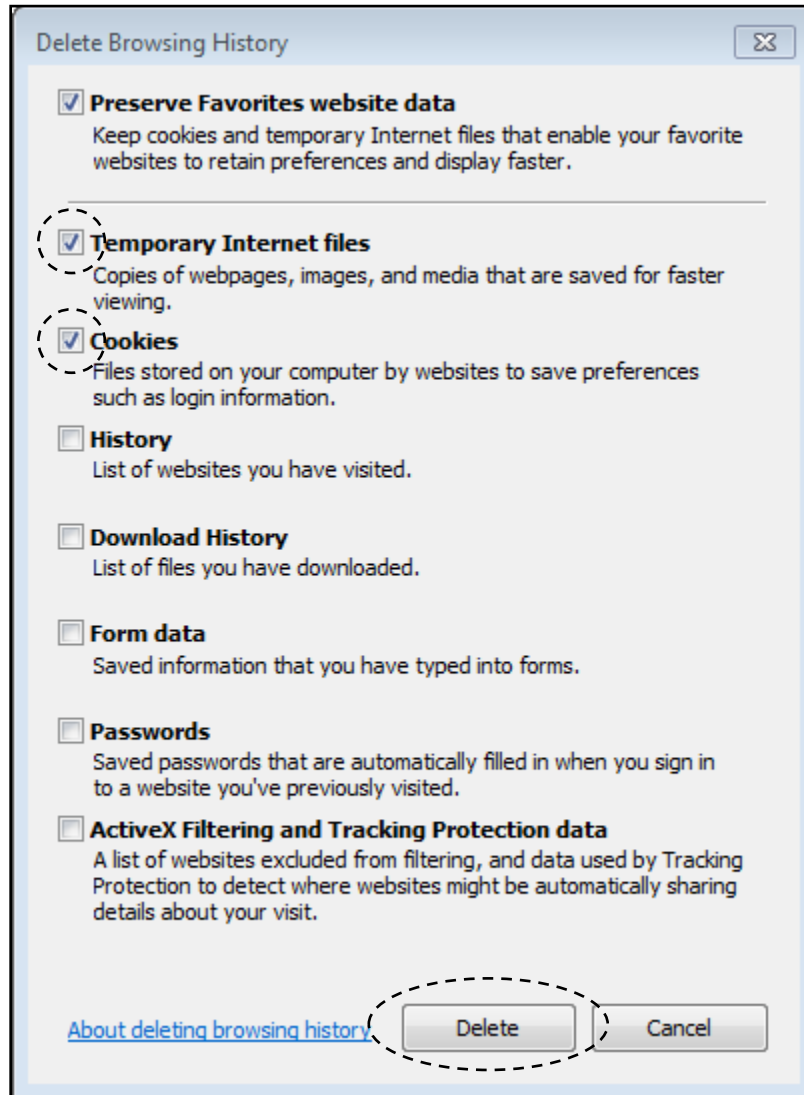 Delete Browsing History
Preserve Favorites website data
Keep cookies and temporary Internet files that enable your favorite
websites to retain preferences and display faster.
Temporary Internet files
Copies of webpages, images, and media that are saved for faster
viewing.
Cookies
Files stored on your computer by websites to save preferences
such as login information.
History
List of websites you have visited.
Download History
List of files you have downloaded.
Form data
Saved information that you have typed into forms.
Passwords
Saved passwords that are automatically filled in when you sign in
to a website you've previously visited.
ActiveX Filtering and Tracking Protection data
A list of websites excluded from filtering, and data used by Tracking
Protection to detect where websites might be automatically sharing
details about your visit.
About deleting browsing history
Delete
Cancel